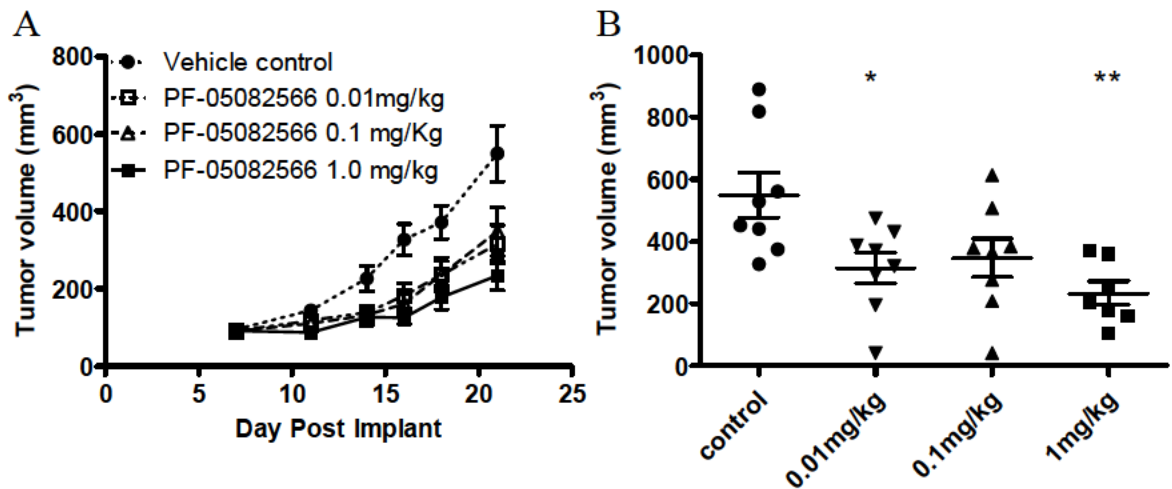 A
Tumor volume (mm³)
800
600
400
200
0
Vehicle control
PF-05082566 0.01mg/kg
PF-05082566 0.1 mg/Kg
PF-05082566 1.0 mg/kg
0 5 10 15 20 25
Day Post Implant
B
Tumor volume (mm³)
1000
800
600
400
200
0
* **
control 0.01mg/kg 0.1mg/kg 1mg/kg